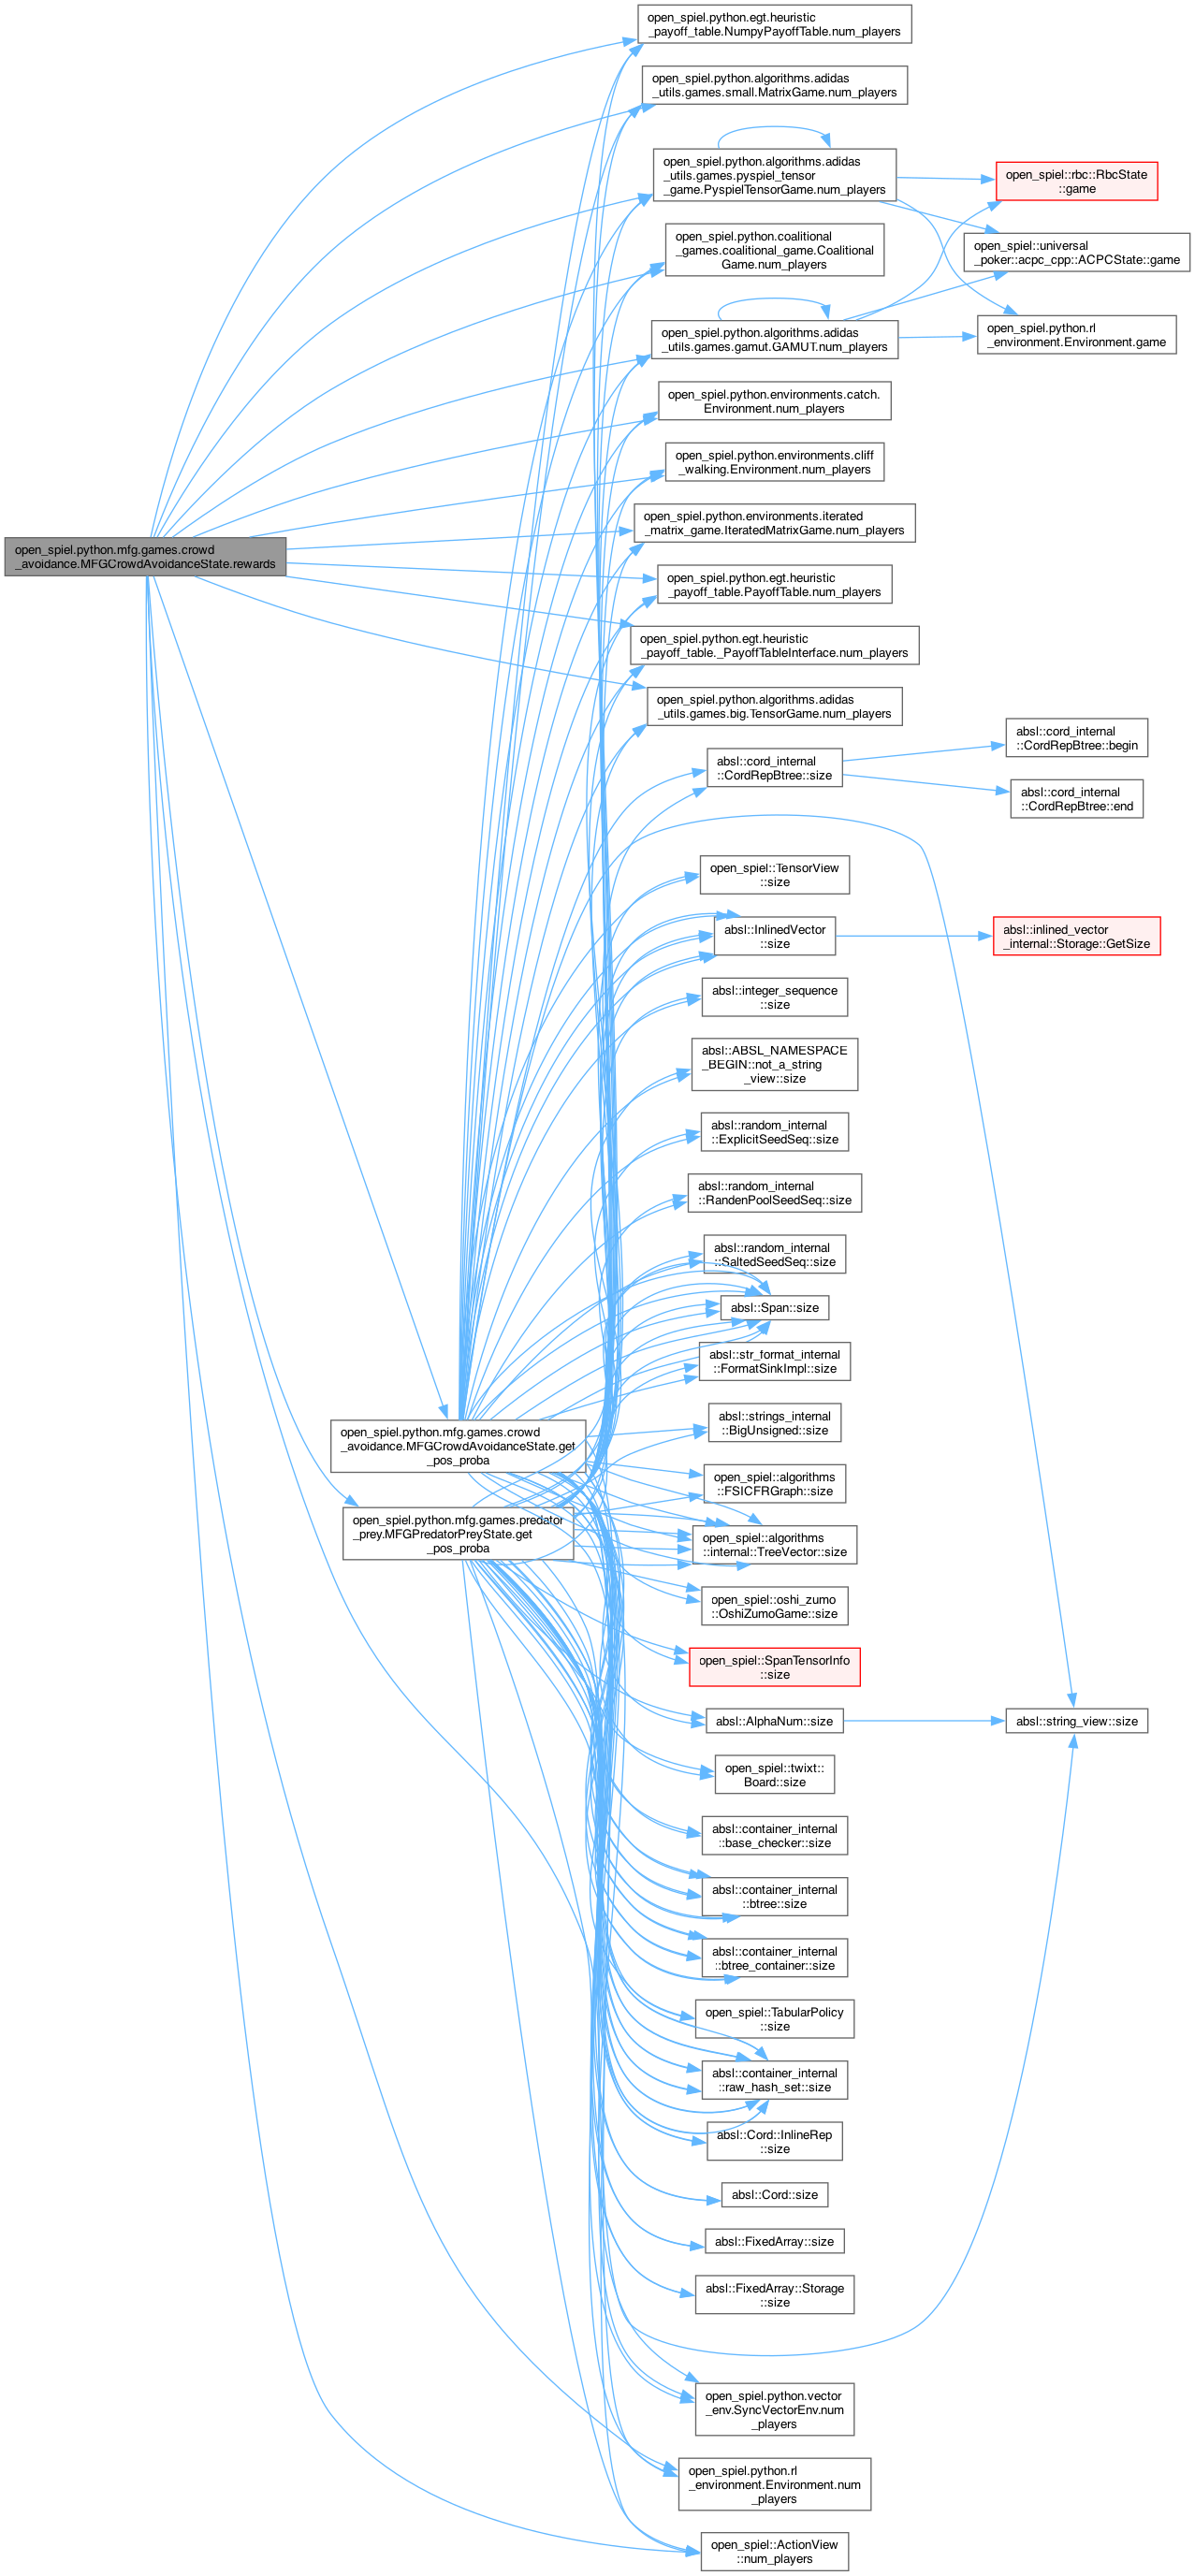 open_spiel.python.egt.heuristic
_payoff_table.NumpyPayoffTable.num_players
open_spiel.python.algorithms.adidas
_utils.games.small.MatrixGame.num_players
open_spiel.python.algorithms.adidas
_utils.games.pyspiel_tensor
_game.PyspielTensorGame.num_players
open_spiel::rbc::RbcState
::game
open_spiel.python.coalitional
_games.coalitional_game.Coalitional
Game.num_players
open_spiel::universal
_poker::acpc_cpp::ACPCState::game
open_spiel.python.algorithms.adidas
_utils.games.gamut.GAMUT.num_players
open_spiel.python.rl
_environment.Environment.game
open_spiel.python.environments.catch.
Environment.num_players
open_spiel.python.environments.cliff
_walking.Environment.num_players
open_spiel.python.environments.iterated
_matrix_game.IteratedMatrixGame.num_players
open_spiel.python.mfg.games.crowd
_avoidance.MFGCrowdAvoidanceState.rewards
open_spiel.python.egt.heuristic
_payoff_table.PayoffTable.num_players
open_spiel.python.egt.heuristic
_payoff_table._PayoffTableInterface.num_players
open_spiel.python.algorithms.adidas
_utils.games.big.TensorGame.num_players
absl::cord_internal
::CordRepBtree::size
absl::cord_internal
::CordRepBtree::begin
absl::cord_internal
::CordRepBtree::end
open_spiel::TensorView
::size
absl::InlinedVector
::size
absl::inlined_vector
_internal::Storage::GetSize
absl::integer_sequence
::size
absl::ABSL_NAMESPACE
_BEGIN::not_a_string
_view::size
absl::random_internal
::ExplicitSeedSeq::size
absl::random_internal
::RandenPoolSeedSeq::size
absl::random_internal
::SaltedSeedSeq::size
absl::Span::size
absl::str_format_internal
::FormatSinkImpl::size
open_spiel.python.mfg.games.crowd
_avoidance.MFGCrowdAvoidanceState.get
_pos_proba
absl::strings_internal
::BigUnsigned::size
open_spiel::algorithms
::FSICFRGraph::size
open_spiel.python.mfg.games.predator
_prey.MFGPredatorPreyState.get
_pos_proba
open_spiel::algorithms
::internal::TreeVector::size
open_spiel::oshi_zumo
::OshiZumoGame::size
open_spiel::SpanTensorInfo
::size
absl::AlphaNum::size
absl::string_view::size
open_spiel::twixt::
Board::size
absl::container_internal
::base_checker::size
absl::container_internal
::btree::size
absl::container_internal
::btree_container::size
open_spiel::TabularPolicy
::size
absl::container_internal
::raw_hash_set::size
absl::Cord::InlineRep
::size
absl::Cord::size
absl::FixedArray::size
absl::FixedArray::Storage
::size
open_spiel.python.vector
_env.SyncVectorEnv.num
_players
open_spiel.python.rl
_environment.Environment.num
_players
open_spiel::ActionView
::num_players